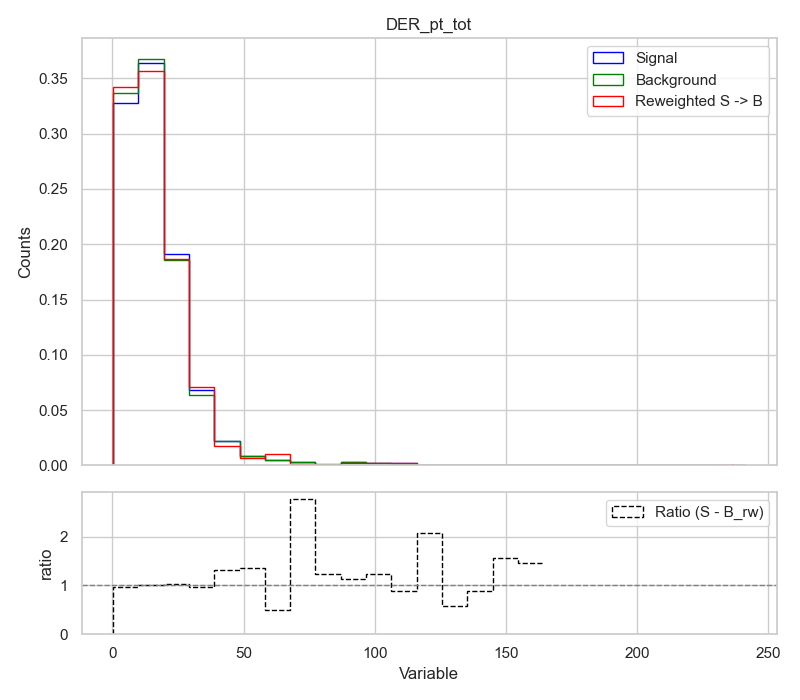 DER_pt_tot
Signal
Background
Reweighted S -> B
0.35
0.30
0.25
0.20
0.15
0.10
0.05
0.00
Counts
Ratio (S - B_rw)
2
1
0
ratio
0
50
100
150
200
250
Variable